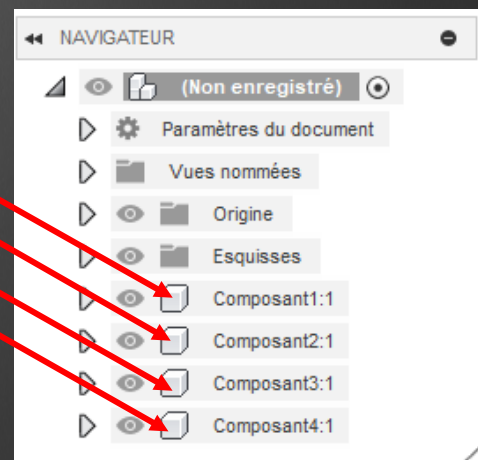 NAVIGATEUR
(Non enregistré)
Paramètres du document
Vues nommées
Origine
Esquisses
Composant1:1
Composant2:1
Composant3:1
Composant4:1